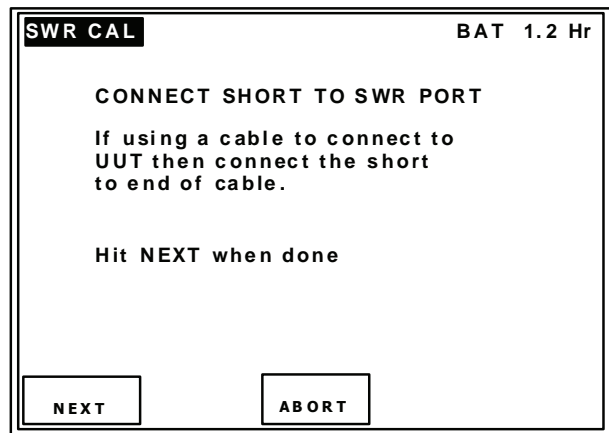 SWR CAL BAT 1.2 Hr
CONNECT SHORT TO SWR PORT
If using a cable to connect to
UUT then connect the short
to end of cable.
Hit NEXT when done
NEXT ABORT